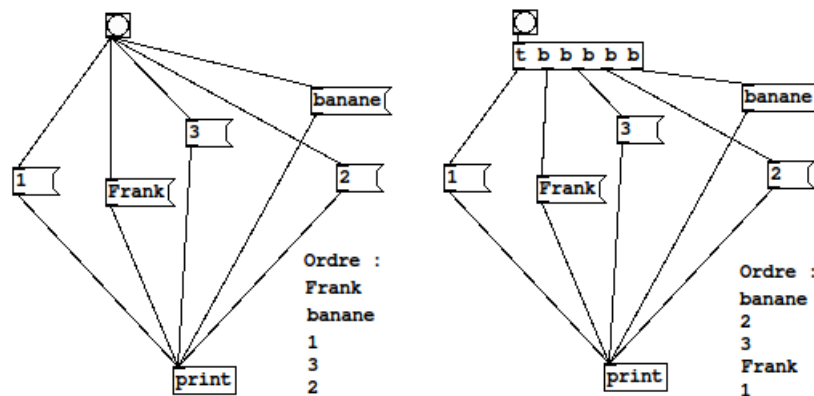 t b b b b b
banane
banane
3
3
1
Frank
2
1
Frank
2
Ordre :
Frank
banane
1
3
2
print
Ordre :
banane
2
3
Frank
1
print